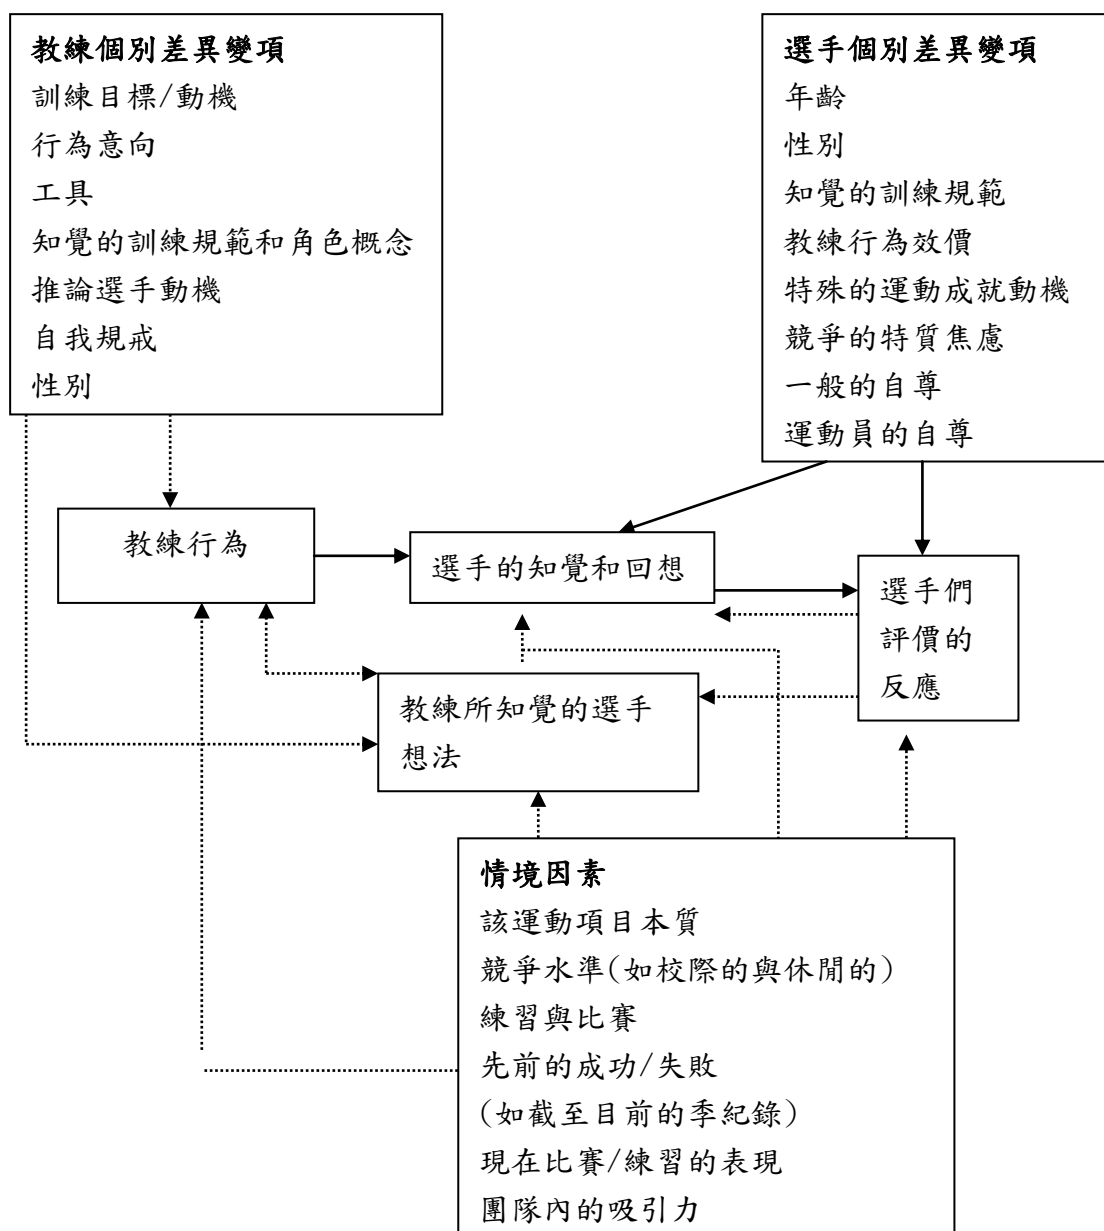 教練個別差異變項
訓練目標/動機
行為意向
工具
知覺的訓練規範和角色概念
推論選手動機
自我規戒
性別
選手個別差異變項
年齡
性別
知覺的訓練規範
教練行為效價
特殊的運動成就動機
競爭的特質焦慮
一般的自尊
運動員的自尊
教練行為
選手的知覺和回想
選手們
評價的
反應
教練所知覺的選手
想法
情境因素
該運動項目本質
競爭水準(如校際的與休閒的)
練習與比賽
先前的成功/失敗
(如截至目前的季紀錄)
現在比賽/練習的表現
團隊內的吸引力